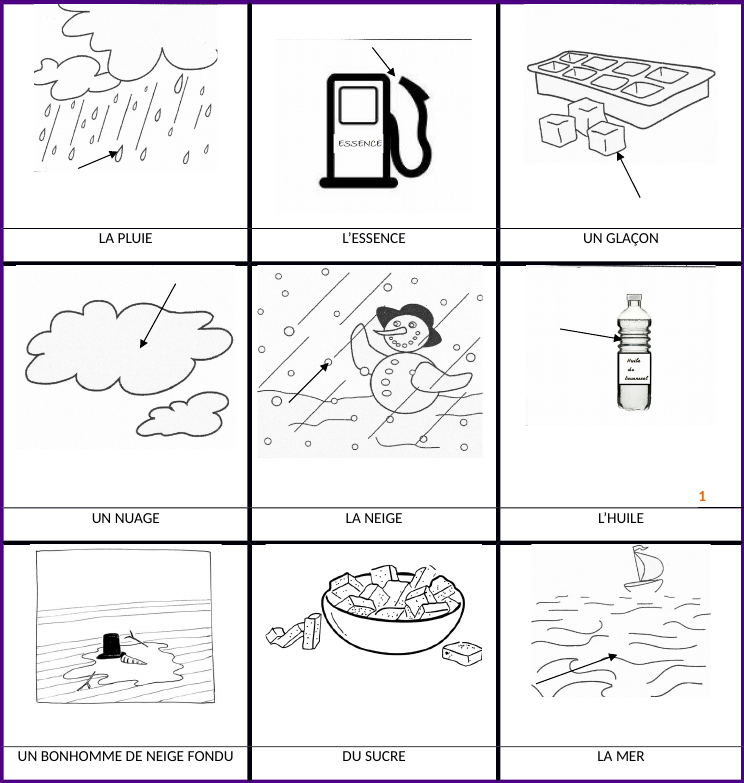 ESSENCE
LA PLUIE
L'ESSENCE
UN GLAÇON
Huile
de
tournesol
1
UN NUAGE
LA NEIGE
L'HUILE
UN BONHOMME DE NEIGE FONDU
DU SUCRE
LA MER